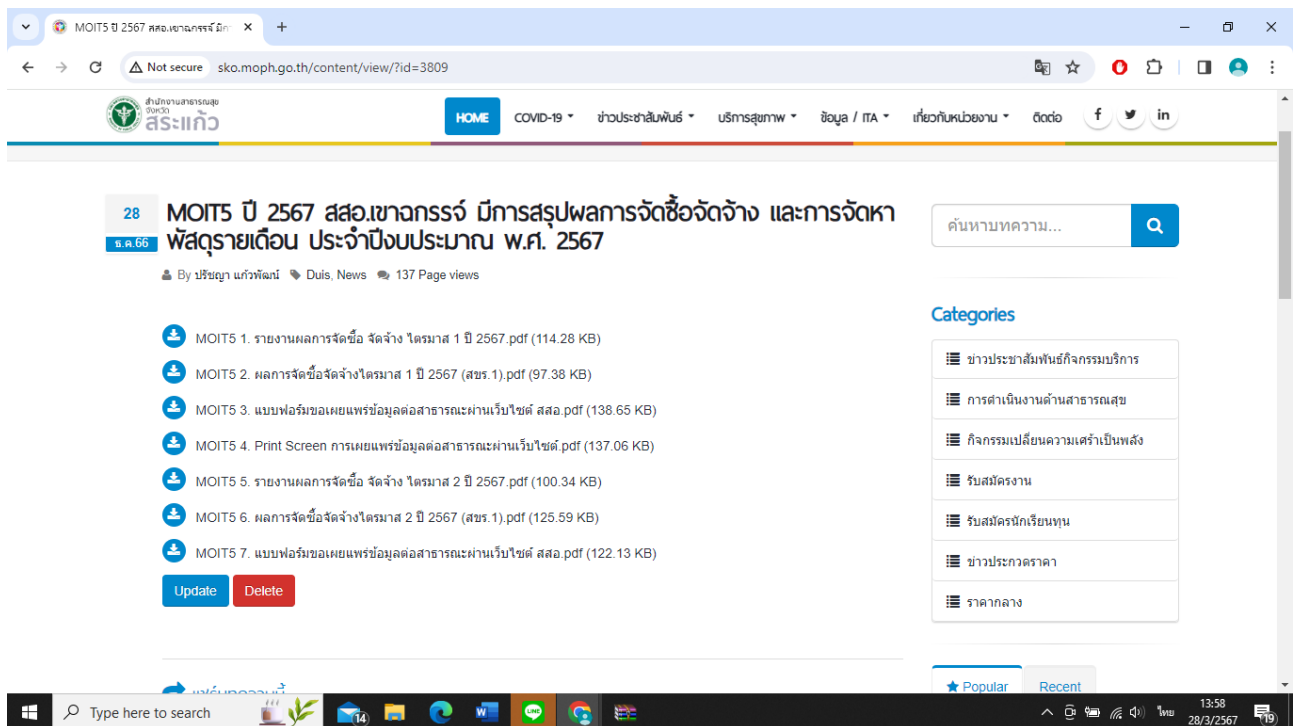 MOIT5 ปี 2567 สสอ.เขาฉกรรจ์ มีกา
Not secure
sko.moph.go.th/content/view/?id=3809
สำนักงานสาธารณสุข
จังหวัด
สระแก้ว
HOME
COVID-19
ข่าวประชาสัมพันธ์
บริการสุขภาพ
ข้อมูล / ITA
เกี่ยวกับหน่วยงาน
ติดต่อ
28
ธ.ค.66
MOIT5 ปี 2567 สสอ.เขาฉกรรจ์ มีการสรุปผลการจัดซื้อจัดจ้าง และการจัดหา
พัสดุรายเดือน ประจำปีงบประมาณ พ.ศ. 2567
By ปรัชญา แก้วพัฒน์ Duis, News 137 Page views
MOIT5 1. รายงานผลการจัดซื้อ จัดจ้าง ไตรมาส 1 ปี 2567.pdf (114.28 KB)
MOIT5 2. ผลการจัดซื้อจัดจ้างไตรมาส 1 ปี 2567 (สขร.1).pdf (97.38 KB)
MOIT5 3. แบบฟอร์มขอเผยแพร่ข้อมูลต่อสาธารณะผ่านเว็บไซต์ สสอ.pdf (138.65 KB)
MOIT5 4. Print Screen การเผยแพร่ข้อมูลต่อสาธารณะผ่านเว็บไซต์.pdf (137.06 KB)
MOIT5 5. รายงานผลการจัดซื้อ จัดจ้าง ไตรมาส 2 ปี 2567.pdf (100.34 KB)
MOIT5 6. ผลการจัดซื้อจัดจ้างไตรมาส 2 ปี 2567 (สขร.1).pdf (125.59 KB)
MOIT5 7. แบบฟอร์มขอเผยแพร่ข้อมูลต่อสาธารณะผ่านเว็บไซต์ สสอ.pdf (122.13 KB)
Update
Delete
แชร์บทความนี้
ค้นหาบทความ...
Categories
ข่าวประชาสัมพันธ์กิจกรรมบริการ
การดำเนินงานด้านสาธารณสุข
กิจกรรมเปลี่ยนความเศร้าเป็นพลัง
รับสมัครงาน
รับสมัครนักเรียนทุน
ข่าวประกวดราคา
ราคากลาง
Popular
Recent
Type here to search
14
LINE
ไทย
13:58
28/3/2567
19